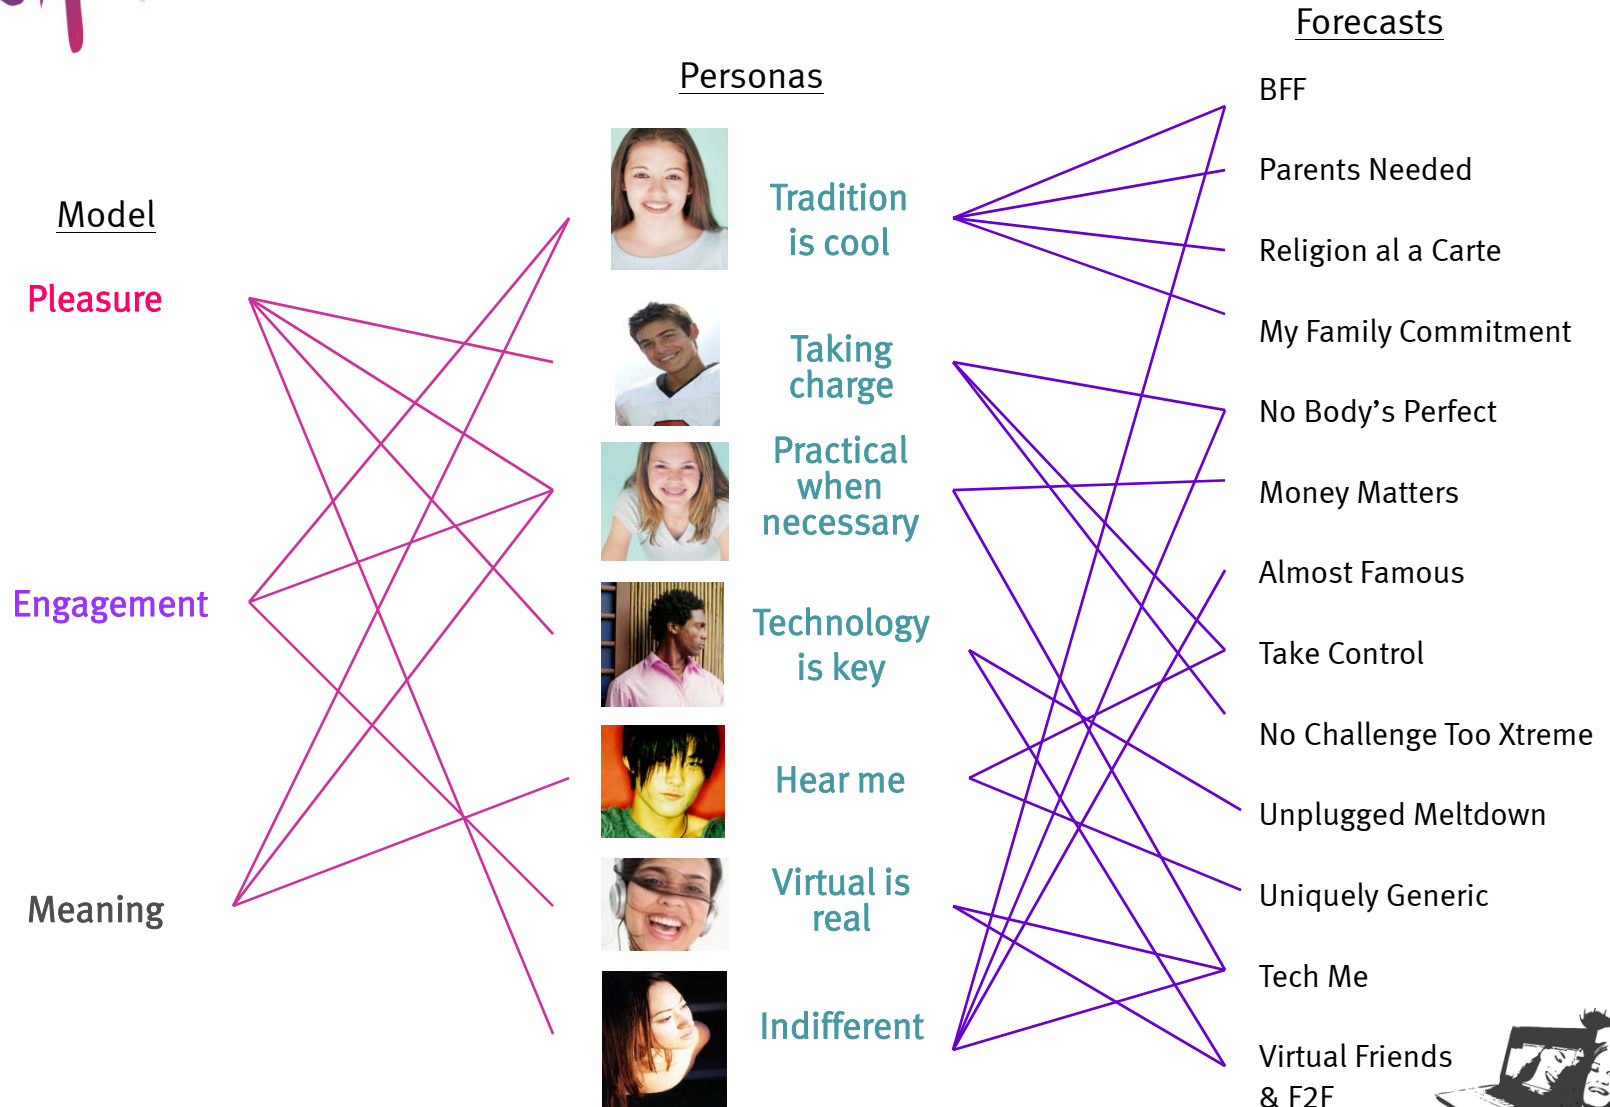 Forecasts
Personas
Model
Pleasure
Engagement
Meaning
Tradition
is cool
Taking
charge
Practical
when
necessary
Technology
is key
Hear me
Virtual is
real
Indifferent
BFF
Parents Needed
Religion al a Carte
My Family Commitment
No Body’s Perfect
Money Matters
Almost Famous
Take Control
No Challenge Too Xtreme
Unplugged Meltdown
Uniquely Generic
Tech Me
Virtual Friends
& F2F